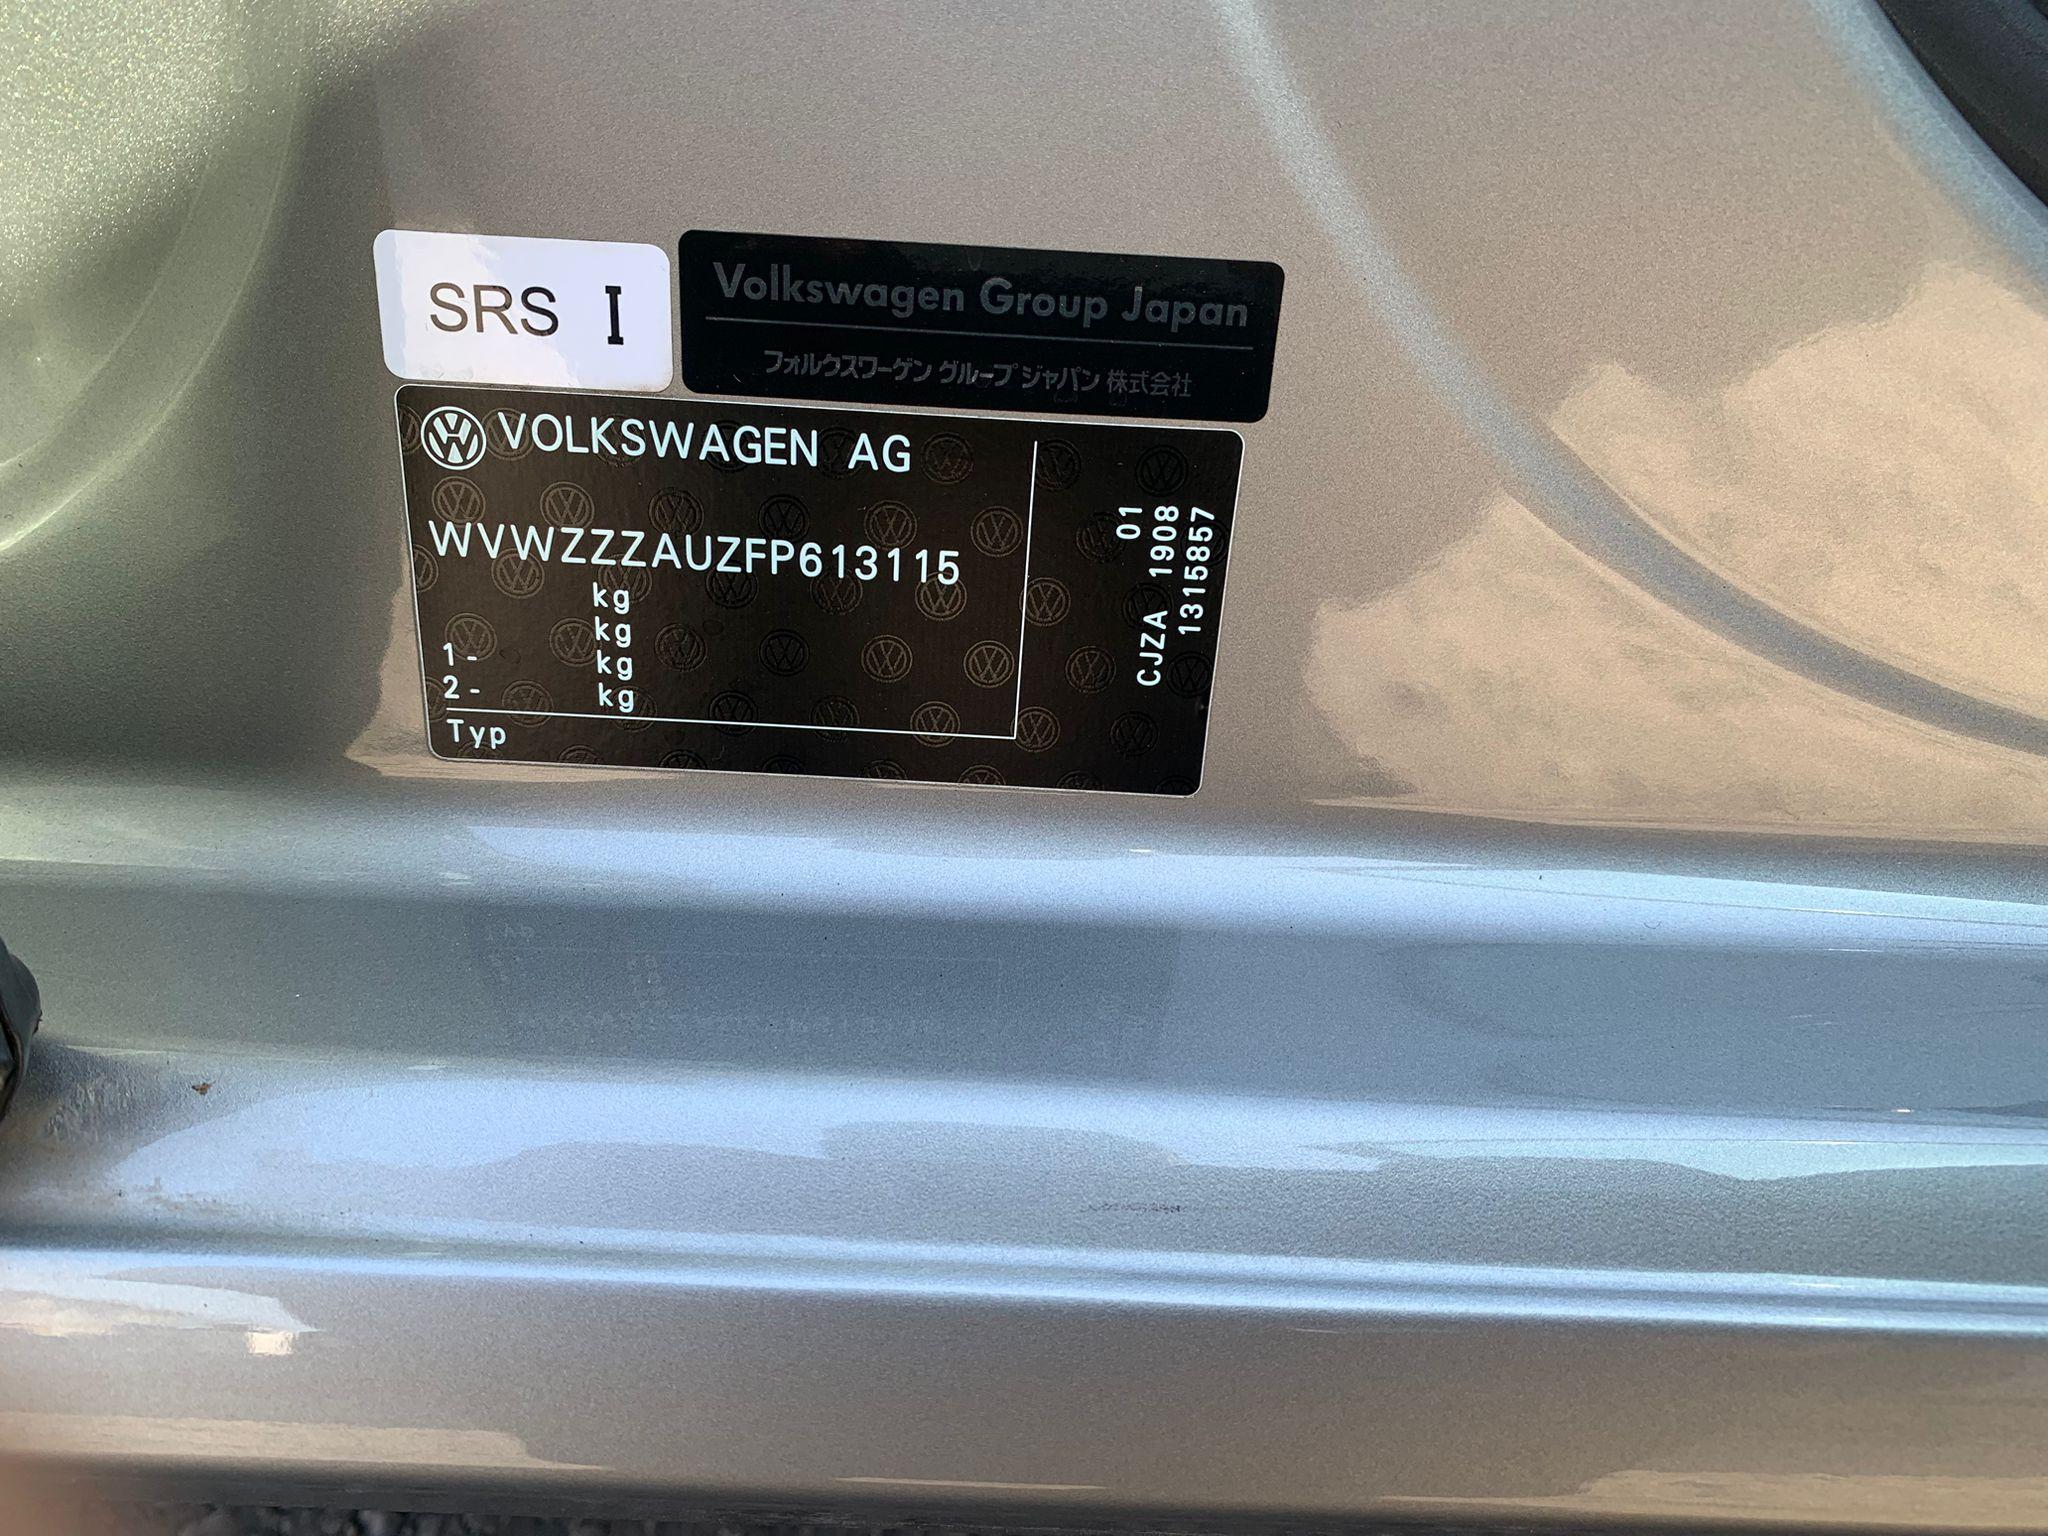 SRS I
Volkswagen Group Japan
フォルクスワーゲン グループ ジャパン 株式会社
VOLKSWAGEN AG
WVWZZZAUZFP613115
kg
kg
1- kg
2- kg
Typ
01
CJZA 1908
1315857